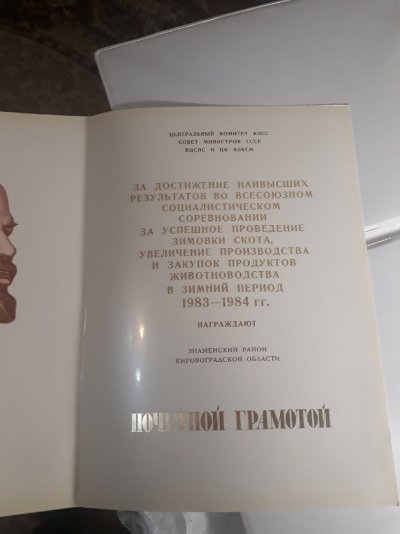 ЦЕНТРАЛЬНЫЙ КОМИТЕТ КПСС
СОВЕТ МИНИСТРОВ СССР
ВЦСПС И ЦК ВЛКСМ
ЗА ДОСТИЖЕНИЕ НАИВЫСШИХ
РЕЗУЛЬТАТОВ ВО ВСЕСОЮЗНОМ
СОЦИАЛИСТИЧЕСКОМ
СОРЕВНОВАНИИ
ЗА УСПЕШНОЕ ПРОВЕДЕНИЕ
ЗИМОВКИ СКОТА,
УВЕЛИЧЕНИЕ ПРОИЗВОДСТВА
И ЗАКУПОК ПРОДУКТОВ
ЖИВОТНОВОДСТВА
В ЗИМНИЙ ПЕРИОД
1983—1984 гг.
НАГРАЖДАЮТ
ЗНАМЕНСКИЙ РАЙОН
КИРОВОГРАДСКОЙ ОБЛАСТИ
ПОЧЕТНОЙ ГРАМОТОЙ